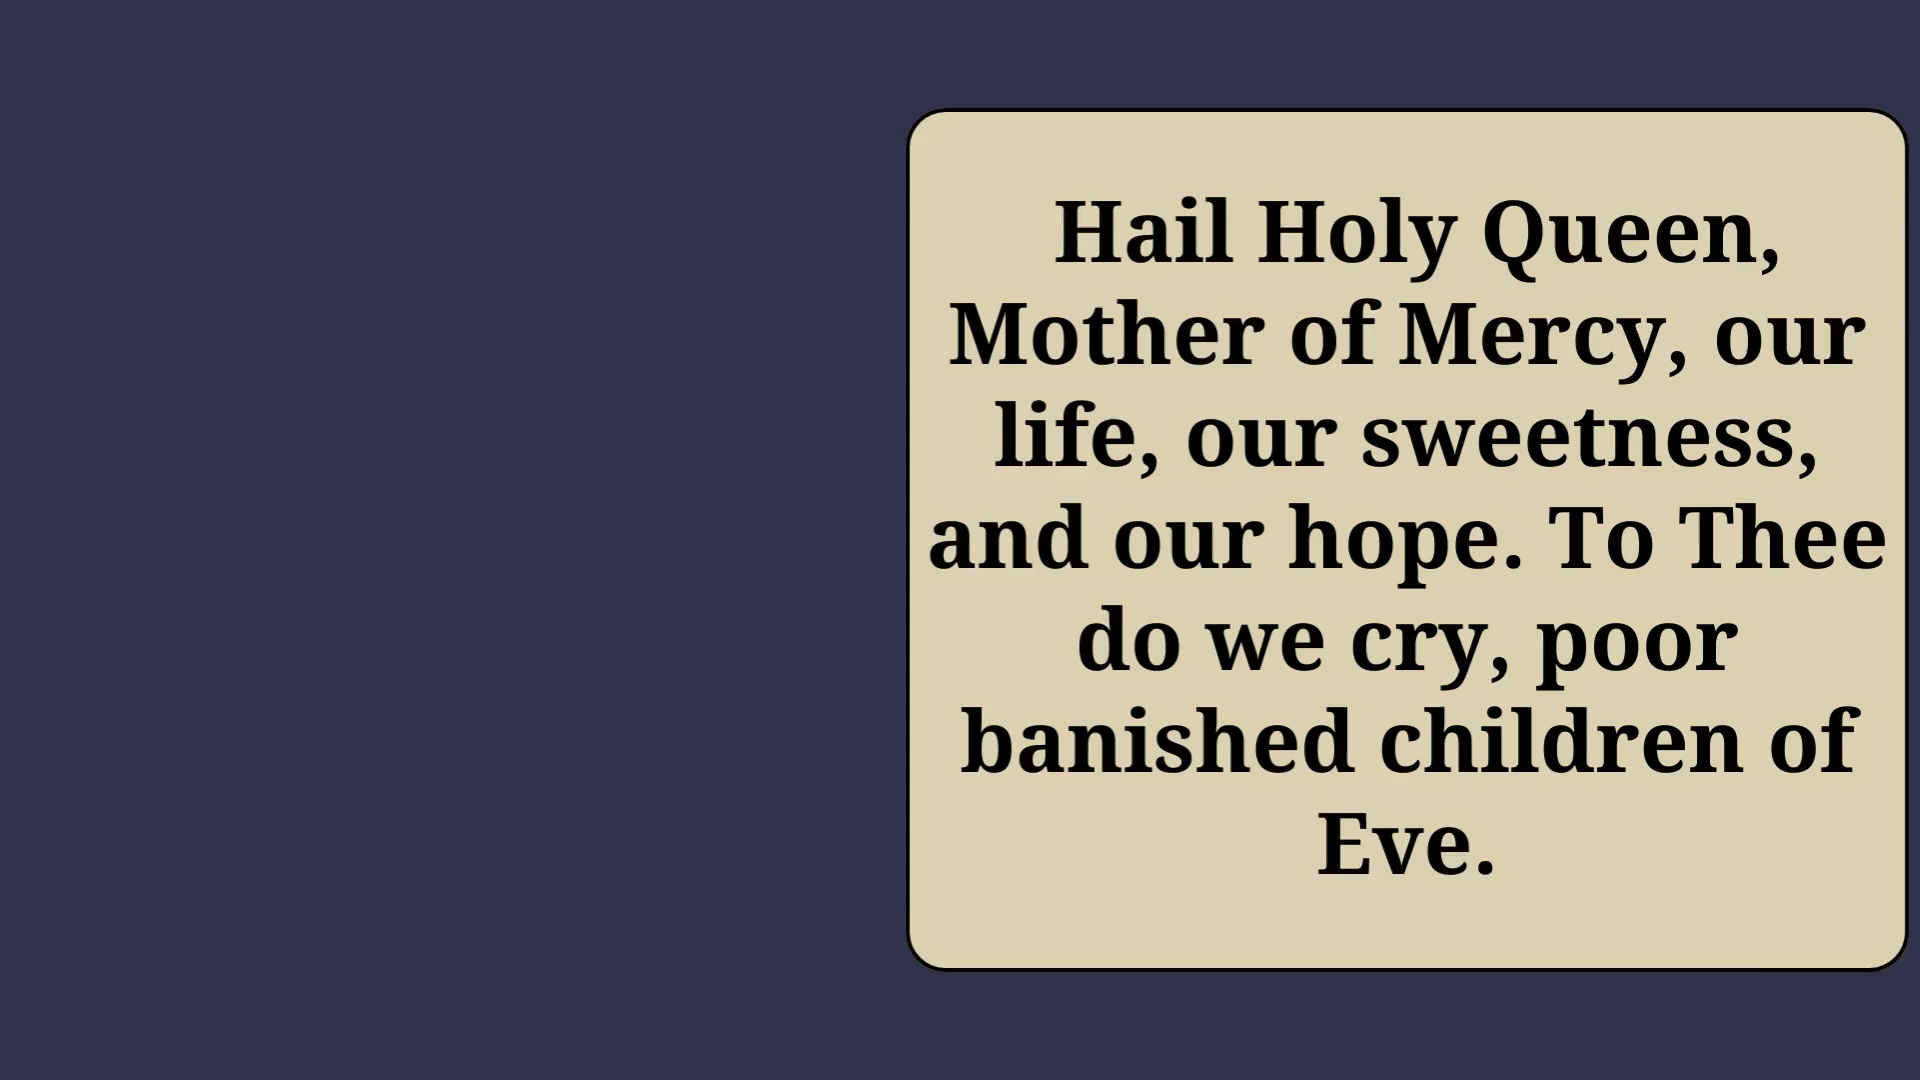 Hail Holy Queen,
Mother of Mercy, our
life, our sweetness,
and our hope. To Thee
do we cry, poor
banished children of
Eve.